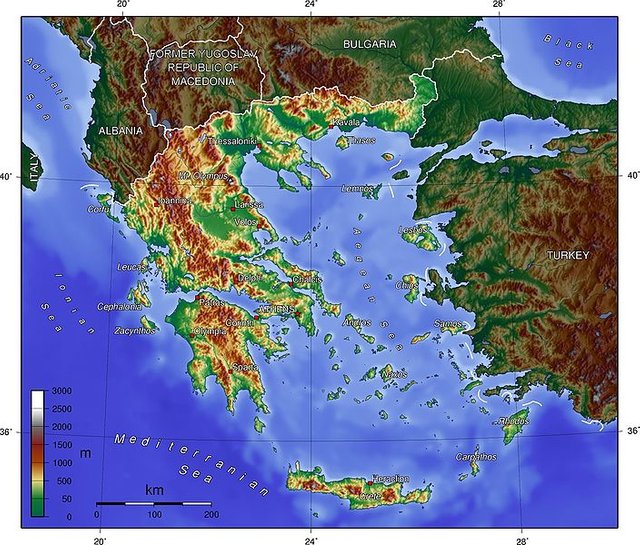 20˚
24˚
28˚
BULGARIA
Black
Sea
FORMER YUGOSLAV
REPUBLIC OF
MACEDONIA
Adriatic
Sea
ALBANIA
Kavala
Thessaloniki
Thasos
ITALY
40˚
40˚
Mt. Olympus
Lemnos
Ioannina
Larissa
Corfu
Volos
Aegean Sea
Lesbos
TURKEY
Leucas
Delphi
Chalkis
Chios
Ionian
Sea
Cephalonia
Patras
ATHENS
Zacynthos
Olympia
Corinth
Andros
Samos
Sparta
Naxos
3000
2500
2000
1500
1000
500
50
0
m
36˚
36˚
Rhodos
Mediterranean
Sea
Carpathos
km
0
100
200
Heraclion
Crete
20˚
24˚
28˚